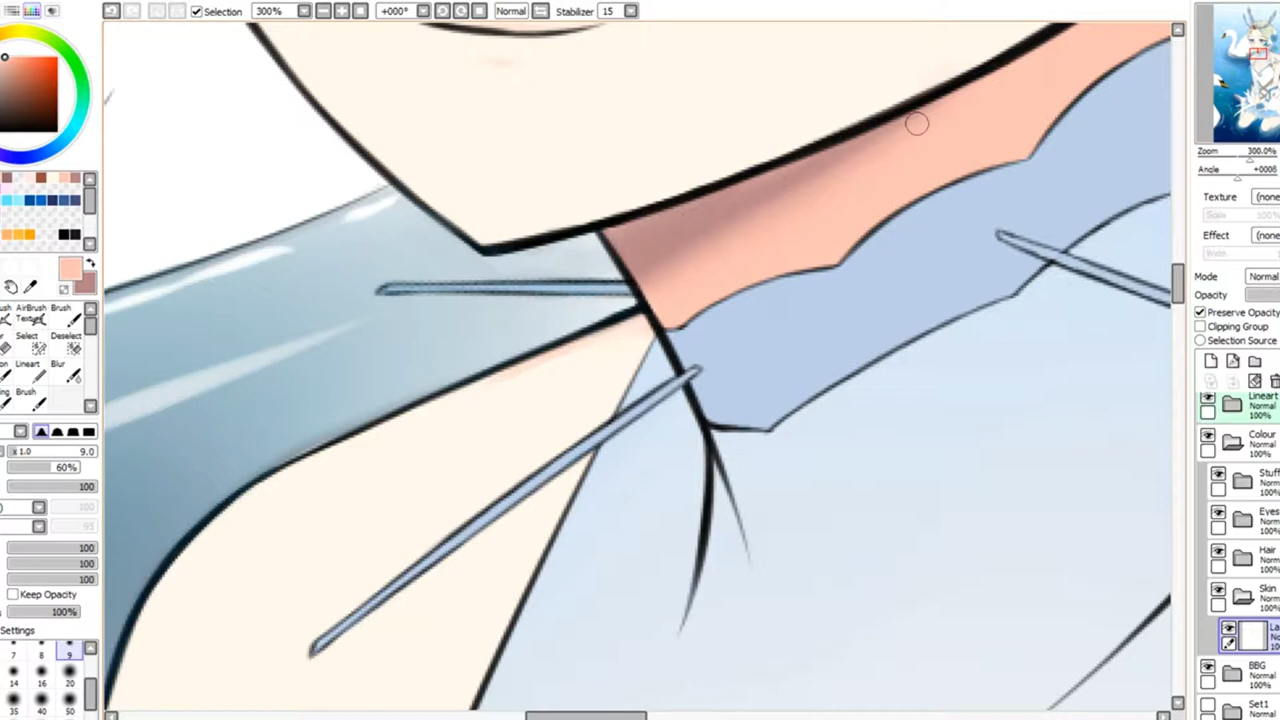 Selection 300% +000° Normal Stabilizer 15
Zoom 300.0%
Angle +0008
Texture (none
Scale 100%
Effect (none
Width
Mode Normal
Opacity
Preserve Opacity
Clipping Group
Selection Source
AirBrush Brush
Texture
Select Deselect
Lineart Blur
Brush
x 1.0 9.0
60%
100
100
95
100
100
100
Keep Opacity
100%
Settings
7 8 9
14 16 20
35 40 50
Lineart
Normal
100%
Colour
Normal
100%
Stuff
Norm
100%
Eyes
Norm
100%
Hair
Norm
100%
Skin
Norm
100%
La
No
BBG
Normal
100%
Set1
Normal